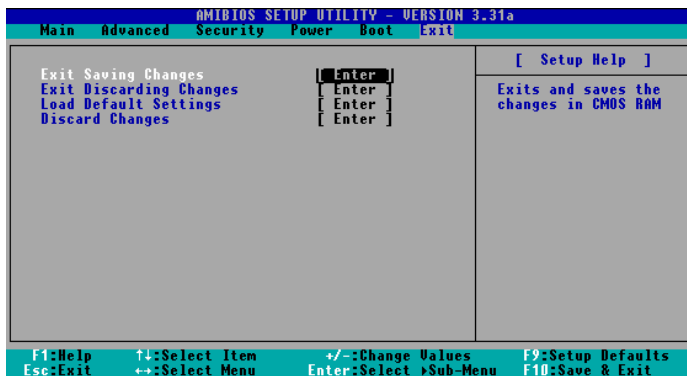 AMIBIOS SETUP UTILITY - VERSION 3.31a
Main Advanced Security Power Boot Exit
[ Setup Help ]
Exit Saving Changes [ Enter ]
Exit Discarding Changes [ Enter ]
Load Default Settings [ Enter ]
Discard Changes [ Enter ]
Exits and saves the
changes in CMOS RAM
F1:Help ↑↓:Select Item +/-:Change Values F9:Setup Defaults
Esc:Exit ↔:Select Menu Enter:Select ▸Sub-Menu F10:Save & Exit